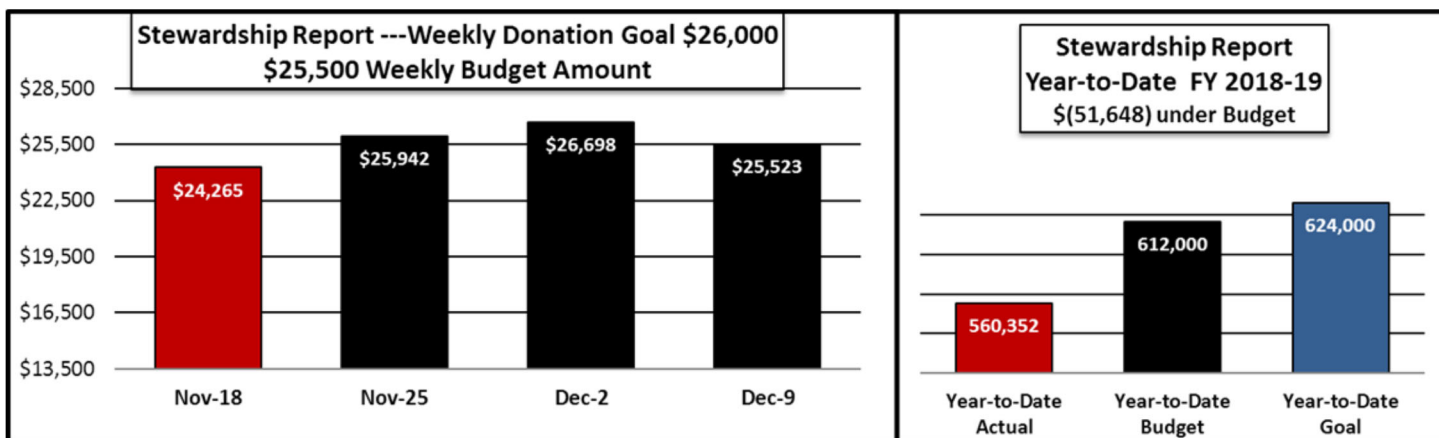 Stewardship Report ---Weekly Donation Goal $26,000
$25,500 Weekly Budget Amount
$28,500
$25,500
$22,500
$19,500
$16,500
$13,500
$24,265
$25,942
$26,698
$25,523
Nov-18
Nov-25
Dec-2
Dec-9
Stewardship Report
Year-to-Date FY 2018-19
$(51,648) under Budget
560,352
612,000
624,000
Year-to-Date
Actual
Year-to-Date
Budget
Year-to-Date
Goal